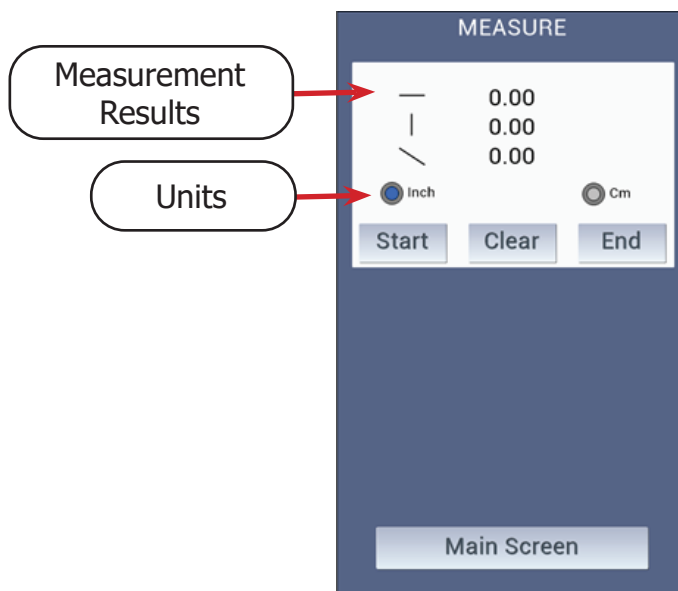 MEASURE
Measurement
Results
0.00
0.00
0.00
Units
Inch Cm
Start Clear End
Main Screen